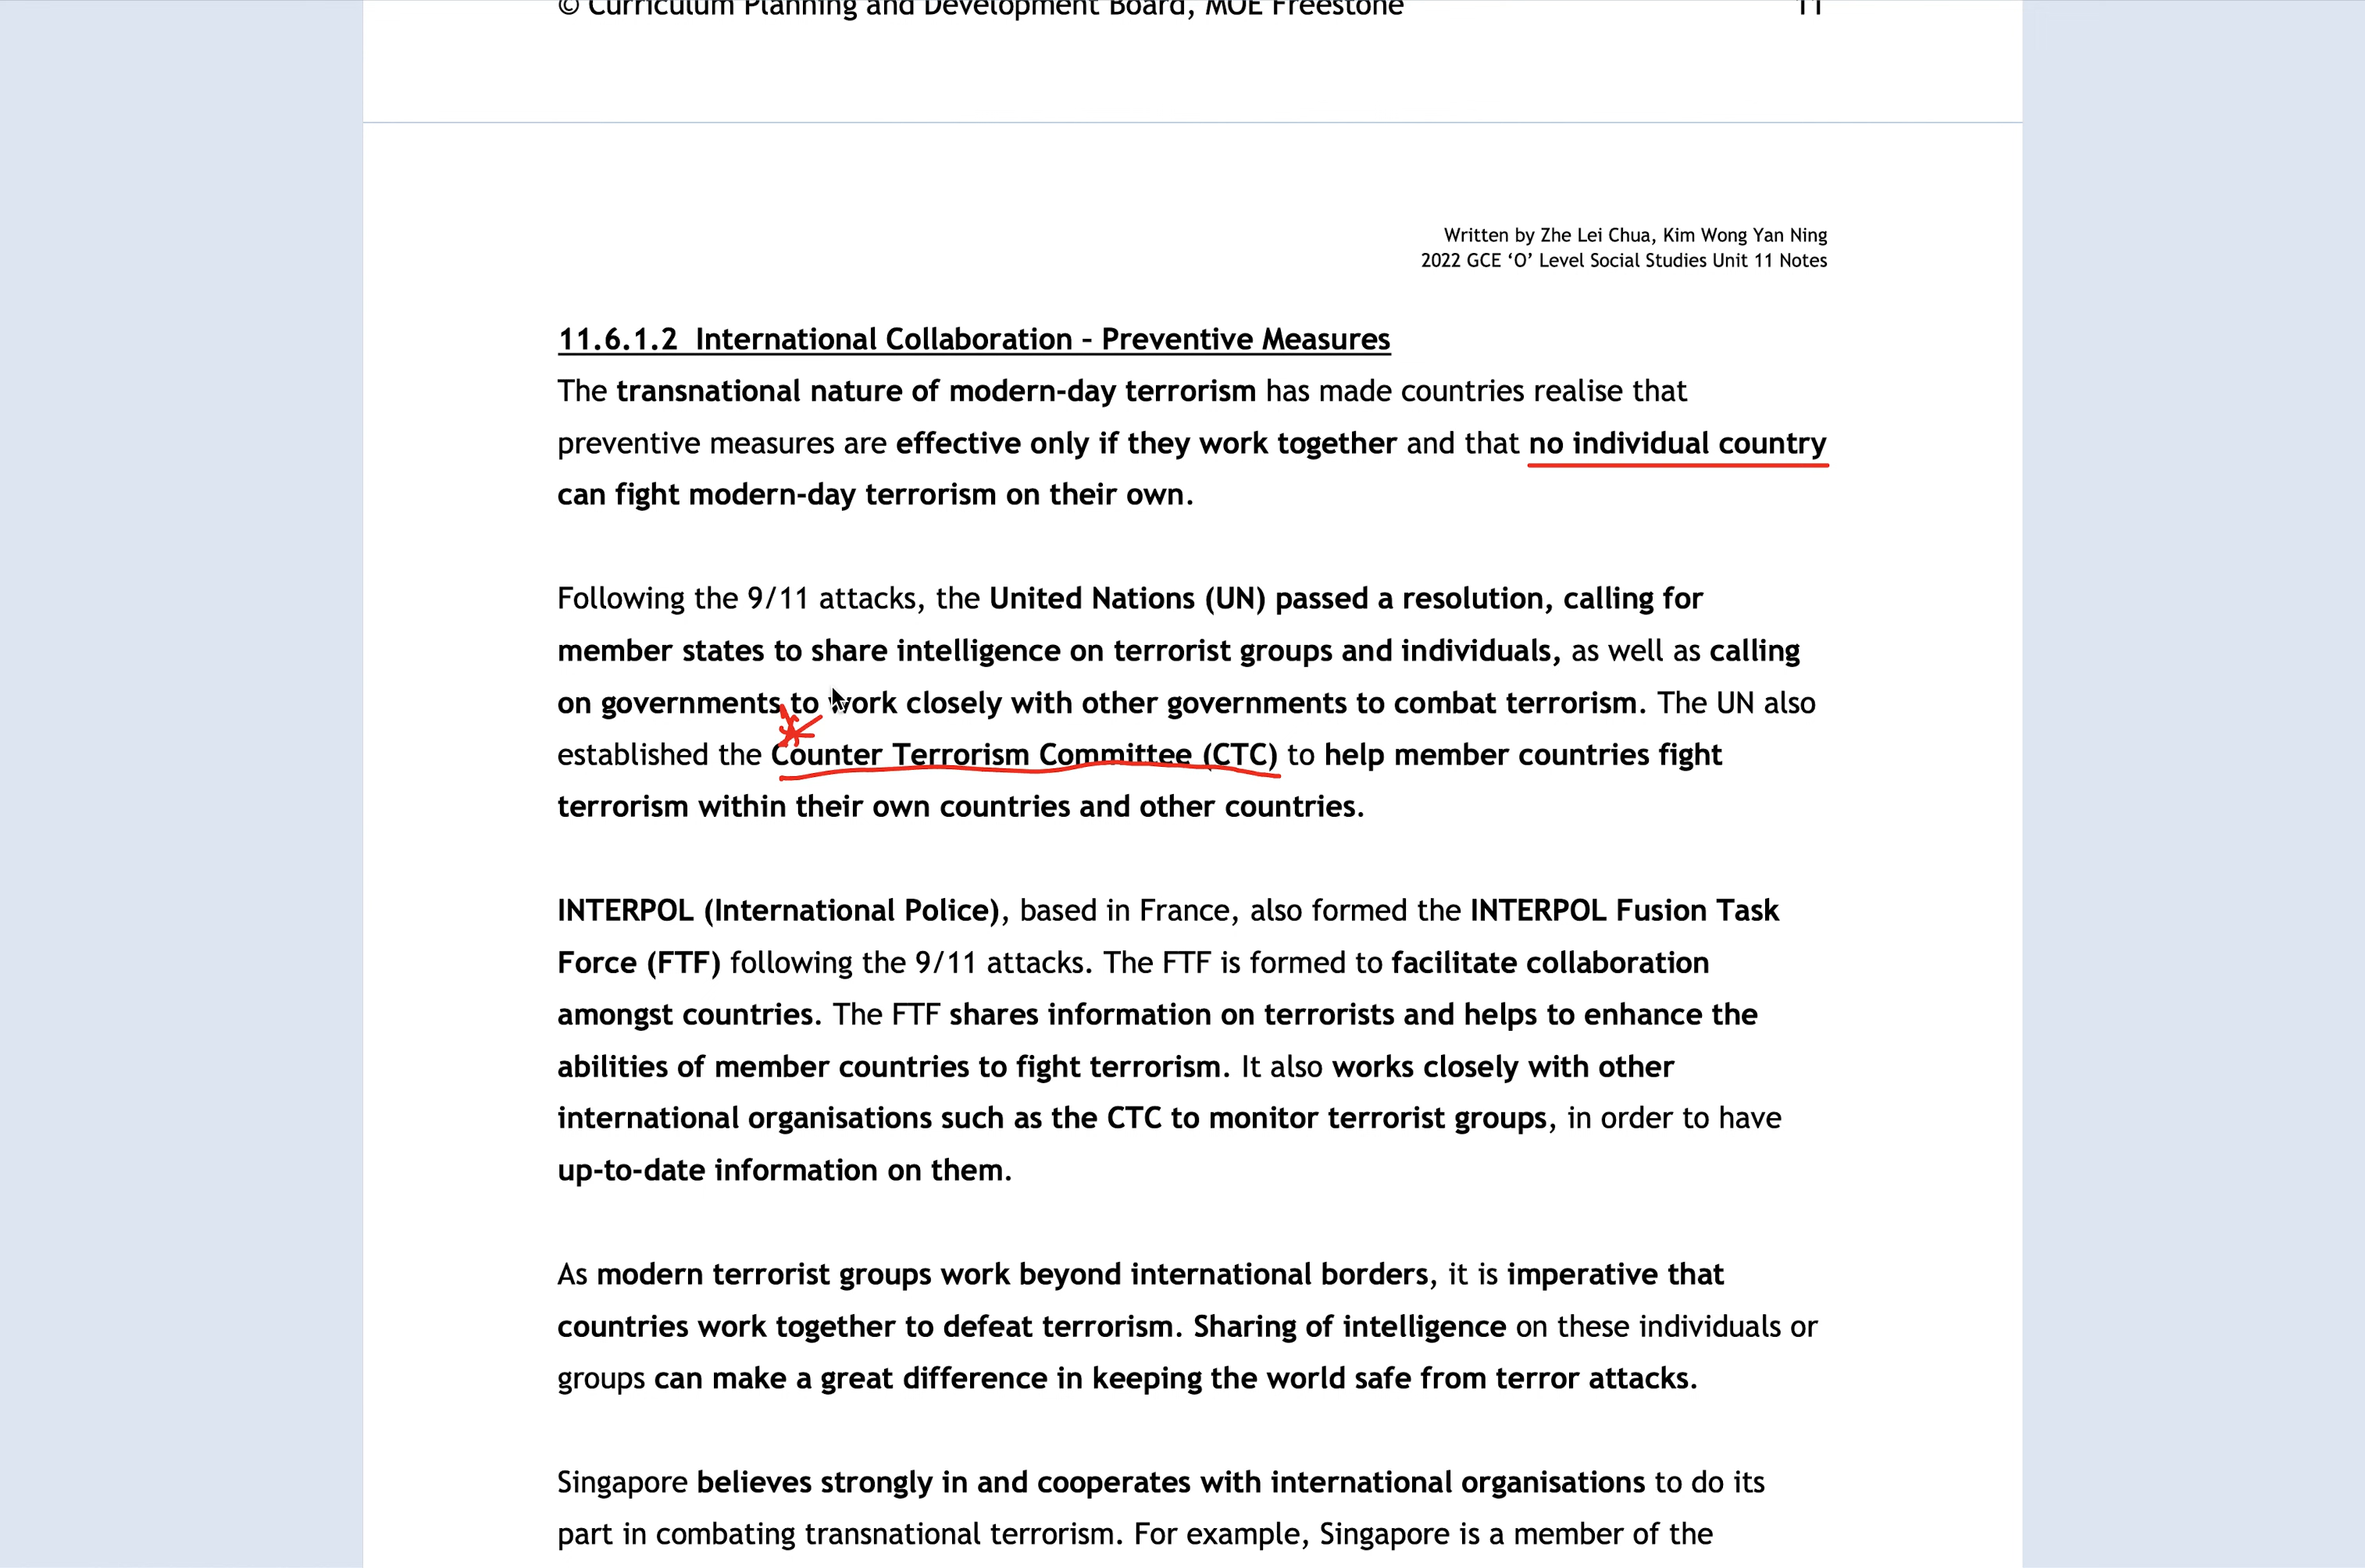 © Curriculum Planning and Development Board, MOE Freestone 11
Written by Zhe Lei Chua, Kim Wong Yan Ning
2022 GCE ‘O’ Level Social Studies Unit 11 Notes
11.6.1.2 International Collaboration – Preventive Measures
The transnational nature of modern-day terrorism has made countries realise that
preventive measures are effective only if they work together and that no individual country
can fight modern-day terrorism on their own.
Following the 9/11 attacks, the United Nations (UN) passed a resolution, calling for
member states to share intelligence on terrorist groups and individuals, as well as calling
on governments to work closely with other governments to combat terrorism. The UN also
established the Counter Terrorism Committee (CTC) to help member countries fight
terrorism within their own countries and other countries.
INTERPOL (International Police), based in France, also formed the INTERPOL Fusion Task
Force (FTF) following the 9/11 attacks. The FTF is formed to facilitate collaboration
amongst countries. The FTF shares information on terrorists and helps to enhance the
abilities of member countries to fight terrorism. It also works closely with other
international organisations such as the CTC to monitor terrorist groups, in order to have
up-to-date information on them.
As modern terrorist groups work beyond international borders, it is imperative that
countries work together to defeat terrorism. Sharing of intelligence on these individuals or
groups can make a great difference in keeping the world safe from terror attacks.
Singapore believes strongly in and cooperates with international organisations to do its
part in combating transnational terrorism. For example, Singapore is a member of the